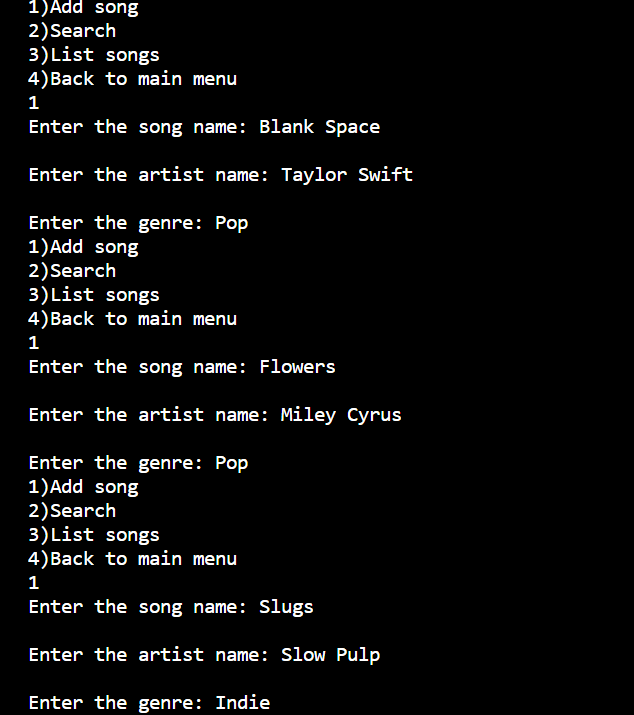 1)Add song
2)Search
3)List songs
4)Back to main menu
1
Enter the song name: Blank Space
Enter the artist name: Taylor Swift
Enter the genre: Pop
1)Add song
2)Search
3)List songs
4)Back to main menu
1
Enter the song name: Flowers
Enter the artist name: Miley Cyrus
Enter the genre: Pop
1)Add song
2)Search
3)List songs
4)Back to main menu
1
Enter the song name: Slugs
Enter the artist name: Slow Pulp
Enter the genre: Indie